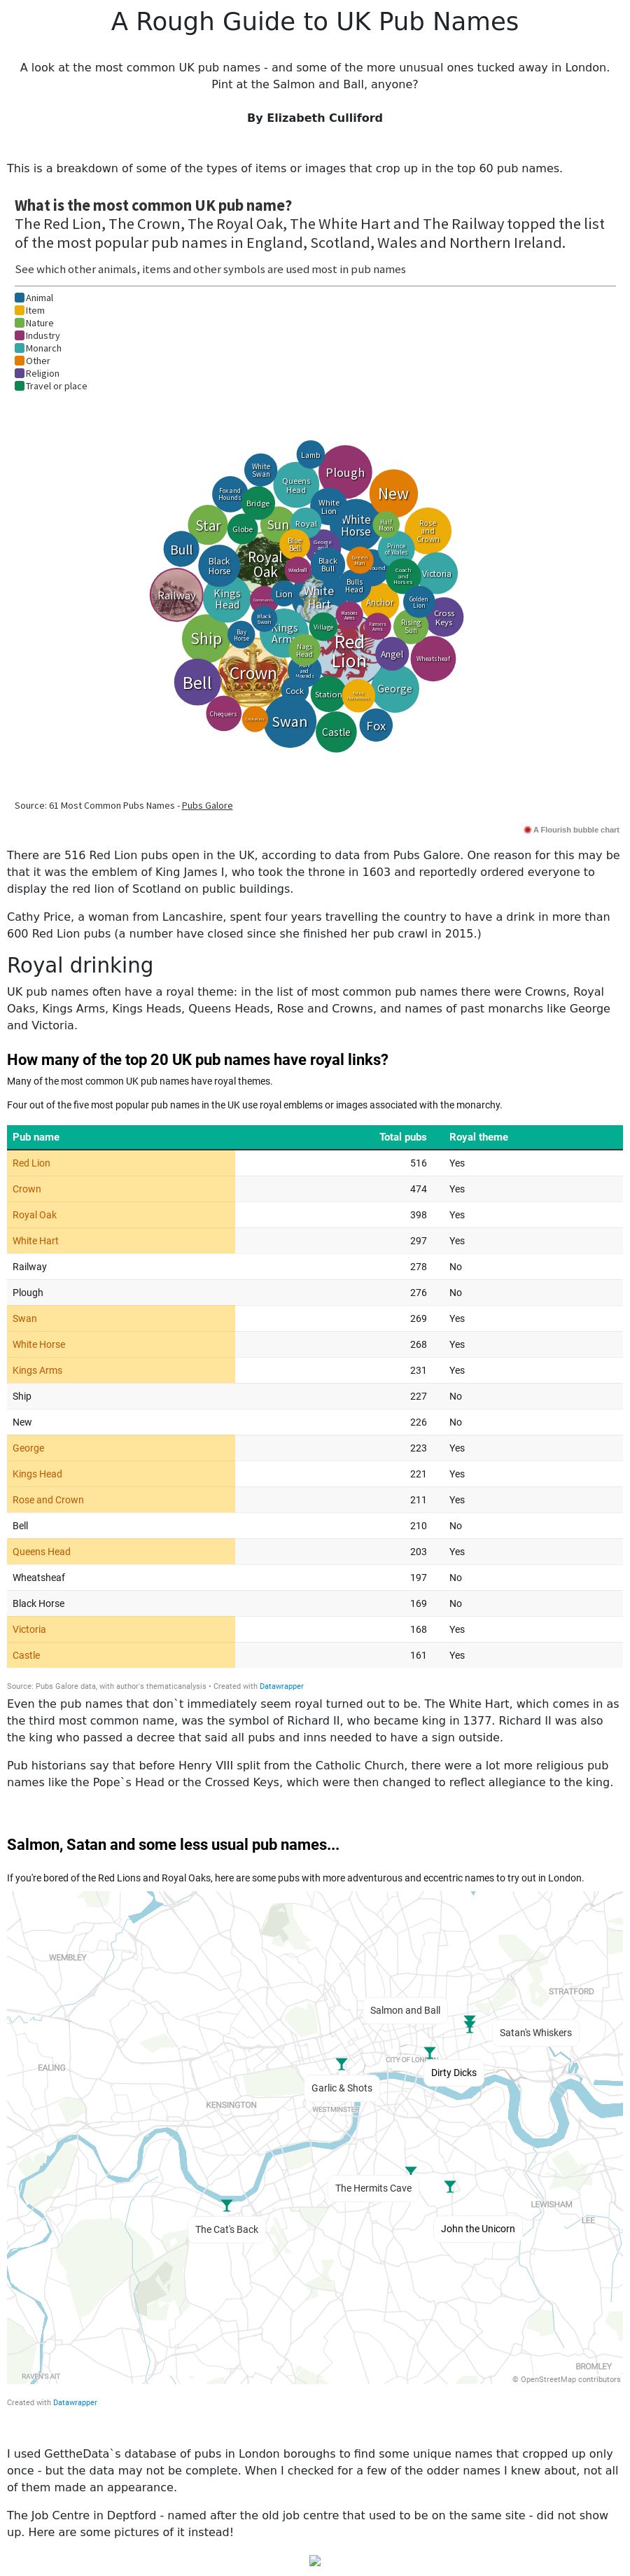 A Rough Guide to UK Pub Names
A look at the most common UK pub names - and some of the more unusual ones tucked away in London.
Pint at the Salmon and Ball, anyone?
By Elizabeth Culliford
This is a breakdown of some of the types of items or images that crop up in the top 60 pub names.
What is the most common UK pub name?
The Red Lion, The Crown, The Royal Oak, The White Hart and The Railway topped the list
of the most popular pub names in England, Scotland, Wales and Northern Ireland.
See which other animals, items and other symbols are used most in pub names
Animal
Item
Nature
Industry
Monarch
Other
Religion
Travel or place
Lamb
White
Swan
Plough
Queens
Head
New
Fox and
Hounds
Bridge
White
Lion
White
Horse
Half
Moon
Rose
and
Crown
Star
Globe
Sun
Royal
Blue
Bell
George
Prince
of Wales
Bull
Black
Horse
Royal
Oak
Black
Bull
Green
Man
Coach
and
Horses
Victoria
Railway
Kings
Head
Lion
White
Hart
Bulls
Head
Anchor
Golden
Lion
Cross
Keys
Black
Swan
Masons
Arms
Farmers
Arms
Rising
Sun
Ship
Bay
Horse
Kings
Arms
Village
Nags
Head
Red
Lion
Angel
Wheatsheaf
Bell
Crown
Cock
Station
George
Chequers
Swan
Castle
Fox
Source: 61 Most Common Pubs Names - Pubs Galore
A Flourish bubble chart
There are 516 Red Lion pubs open in the UK, according to data from Pubs Galore. One reason for this may be
that it was the emblem of King James I, who took the throne in 1603 and reportedly ordered everyone to
display the red lion of Scotland on public buildings.
Cathy Price, a woman from Lancashire, spent four years travelling the country to have a drink in more than
600 Red Lion pubs (a number have closed since she finished her pub crawl in 2015.)
Royal drinking
UK pub names often have a royal theme: in the list of most common pub names there were Crowns, Royal
Oaks, Kings Arms, Kings Heads, Queens Heads, Rose and Crowns, and names of past monarchs like George
and Victoria.
How many of the top 20 UK pub names have royal links?
Many of the most common UK pub names have royal themes.
Four out of the five most popular pub names in the UK use royal emblems or images associated with the monarchy.
Pub name Total pubs Royal theme
Red Lion 516 Yes
Crown 474 Yes
Royal Oak 398 Yes
White Hart 297 Yes
Railway 278 No
Plough 276 No
Swan 269 Yes
White Horse 268 Yes
Kings Arms 231 Yes
Ship 227 No
New 226 No
George 223 Yes
Kings Head 221 Yes
Rose and Crown 211 Yes
Bell 210 No
Queens Head 203 Yes
Wheatsheaf 197 No
Black Horse 169 No
Victoria 168 Yes
Castle 161 Yes
Source: Pubs Galore data, with author's thematicanalysis • Created with Datawrapper
Even the pub names that don`t immediately seem royal turned out to be. The White Hart, which comes in as
the third most common name, was the symbol of Richard II, who became king in 1377. Richard II was also
the king who passed a decree that said all pubs and inns needed to have a sign outside.
Pub historians say that before Henry VIII split from the Catholic Church, there were a lot more religious pub
names like the Pope`s Head or the Crossed Keys, which were then changed to reflect allegiance to the king.
Salmon, Satan and some less usual pub names...
If you're bored of the Red Lions and Royal Oaks, here are some pubs with more adventurous and eccentric names to try out in London.
WEMBLEY
STRATFORD
Salmon and Ball
Satan's Whiskers
CITY OF LONDON
EALING
Dirty Dicks
Garlic & Shots
KENSINGTON
WESTMINSTER
The Hermits Cave
LEWISHAM
LEE
The Cat's Back
John the Unicorn
BROMLEY
RAVEN'S AIT
© OpenStreetMap contributors
Created with Datawrapper
I used GettheData`s database of pubs in London boroughs to find some unique names that cropped up only
once - but the data may not be complete. When I checked for a few of the odder names I knew about, not all
of them made an appearance.
The Job Centre in Deptford - named after the old job centre that used to be on the same site - did not show
up. Here are some pictures of it instead!